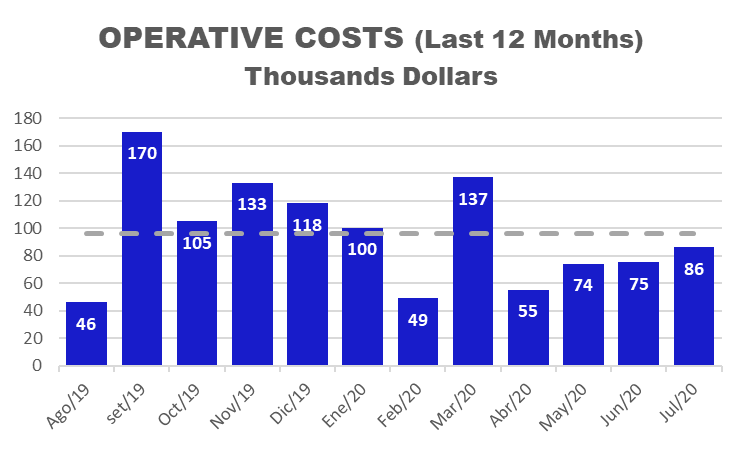 OPERATIVE COSTS (Last 12 Months)
Thousands Dollars
180
160
140
120
100
80
60
40
20
0
46
170
105
133
118
100
49
137
55
74
75
86
Ago/19
set/19
Oct/19
Nov/19
Dic/19
Ene/20
Feb/20
Mar/20
Abr/20
May/20
Jun/20
Jul/20